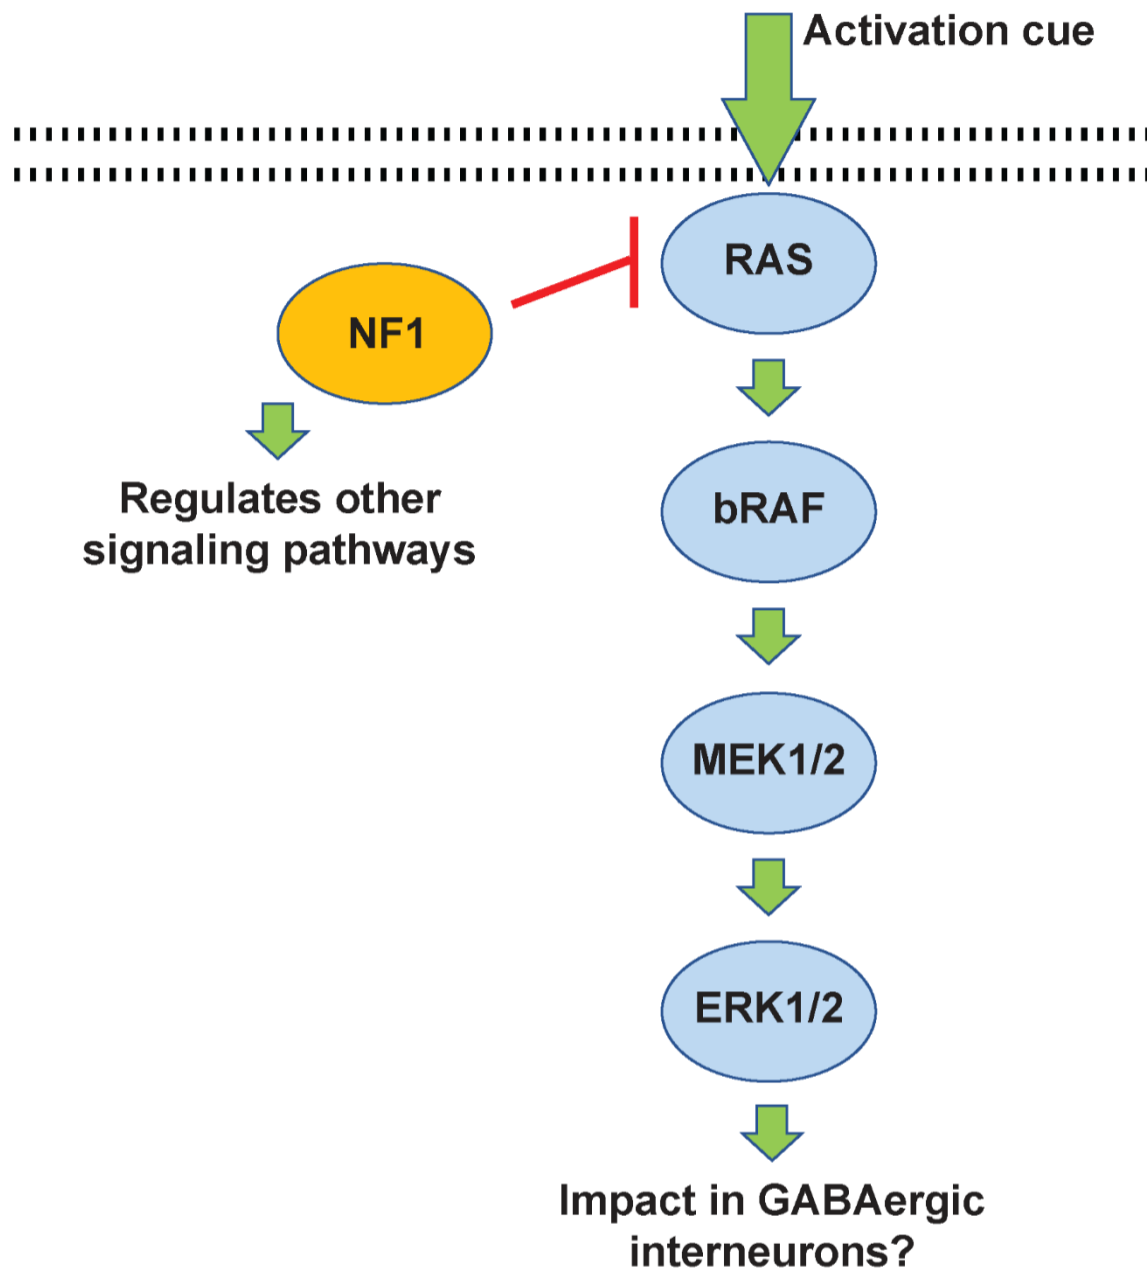 Activation cue
RAS
NF1
bRAF
Regulates other
signaling pathways
MEK1/2
ERK1/2
Impact in GABAergic
interneurons?